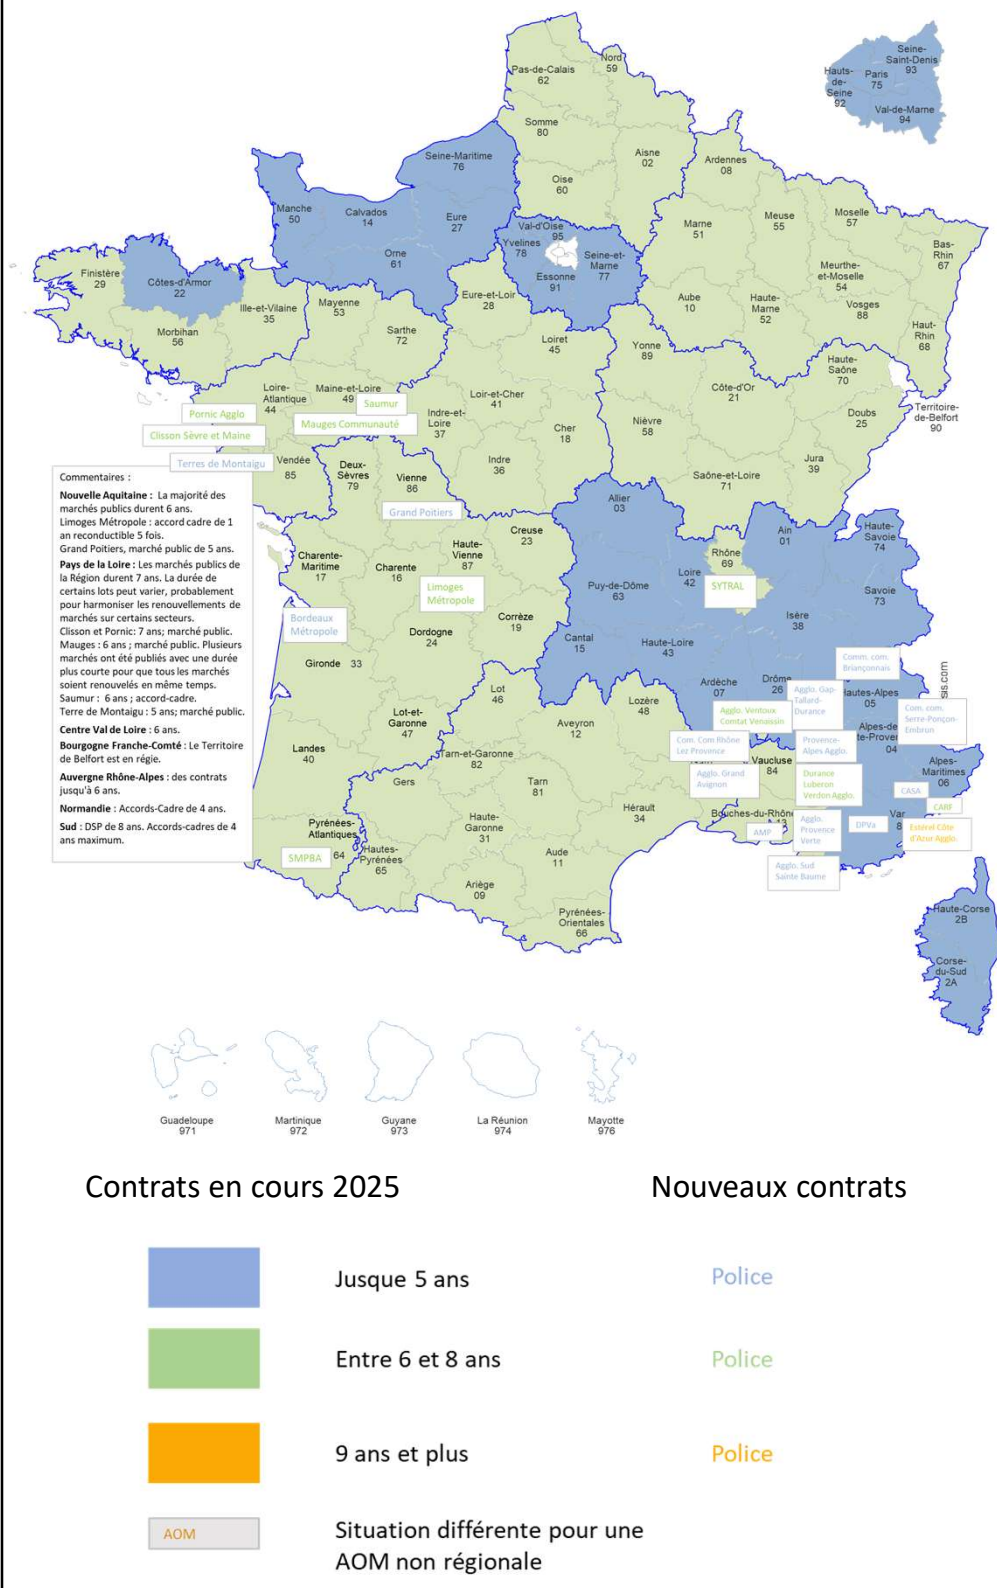 Nord
59
Pas-de-Calais
62
Somme
80
Aisne
02
Oise
60
Ardennes
08
Seine-
Saint-Denis
93
Hauts-
de-
Seine
92
Paris
75
Val-de-Marne
94
Seine-Maritime
76
Manche
50
Calvados
14
Eure
27
Orne
61
Val-d'Oise
95
Yvelines
78
Essonne
91
Seine-et-
Marne
77
Marne
51
Meuse
55
Moselle
57
Bas-
Rhin
67
Meurthe-
et-Moselle
54
Vosges
88
Haut-
Rhin
68
Aube
10
Haute-
Marne
52
Finistère
29
Côtes-d'Armor
22
Ille-et-Vilaine
35
Morbihan
56
Mayenne
53
Sarthe
72
Eure-et-Loir
28
Loiret
45
Yonne
89
Haute-
Saône
70
Côte-d'Or
21
Doubs
25
Territoire-
de-Belfort
90
Loire-
Atlantique
44
Maine-et-Loire
49
Saumur
Mauges Communauté
Pornic Agglo
Clisson Sèvre et Maine
Terres de Montaigu
Vendée
85
Indre-et-
Loire
37
Loir-et-Cher
41
Cher
18
Indre
36
Nièvre
58
Saône-et-Loire
71
Jura
39
Deux-
Sèvres
79
Vienne
86
Grand Poitiers
Commentaires :
Nouvelle Aquitaine : La majorité des
marchés publics durent 6 ans.
Limoges Métropole : accord cadre de 1
an reconductible 5 fois.
Grand Poitiers, marché public de 5 ans.
Pays de la Loire : Les marchés publics de
la Région durent 7 ans. La durée de
certains lots peut varier, probablement
pour harmoniser les renouvellements de
marchés sur certains secteurs.
Clisson et Pornic: 7 ans; marché public.
Mauges : 6 ans ; marché public. Plusieurs
marchés ont été publiés avec une durée
plus courte pour que tous les marchés
soient renouvelés en même temps.
Saumur : 6 ans ; accord-cadre.
Terre de Montaigu : 5 ans; marché public.
Centre Val de Loire : 6 ans.
Bourgogne Franche-Comté : Le Territoire
de Belfort est en régie.
Auvergne Rhône-Alpes : des contrats
jusqu'à 6 ans.
Normandie : Accords-Cadre de 4 ans.
Sud : DSP de 8 ans. Accords-cadres de 4
ans maximum.
Charente-
Maritime
17
Charente
16
Haute-
Vienne
87
Creuse
23
Limoges
Métropole
Corrèze
19
Dordogne
24
Bordeaux
Métropole
Gironde 33
Lot-et-
Garonne
47
Landes
40
Pyrénées-
Atlantiques
64
SMPBA
Allier
03
Puy-de-Dôme
63
Loire
42
Rhône
69
SYTRAL
Ain
01
Haute-
Savoie
74
Savoie
73
Isère
38
Cantal
15
Haute-Loire
43
Ardèche
07
Drôme
26
Lot
46
Lozère
48
Aveyron
12
Tarn-et-Garonne
82
Tarn
81
Gers
Haute-
Garonne
31
Hautes-
Pyrénées
65
Ariège
09
Aude
11
Hérault
34
Pyrénées-
Orientales
66
Comm. com.
Briançonnais
sis.com
Hautes-Alpes
05
Agglo. Gap-
Tallard-
Durance
Com. com.
Serre-Ponçon-
Embrun
Alpes-de
te-Proven
04
Agglo. Ventoux
Comtat Venaissin
Com. Com Rhône
Lez Provence
Provence-
Alpes Agglo.
Vaucluse
84
Agglo. Grand
Avignon
Durance
Luberon
Verdon Agglo.
Alpes-
Maritimes
06
CASA
CARF
Var
8
Estérel Côte
d'Azur Agglo.
Bouches-du-Rhône
13
AMP
Agglo.
Provence
Verte
DPVa
Agglo. Sud
Sainte Baume
Haute-Corse
2B
Corse-
du-Sud
2A
Guadeloupe
971
Martinique
972
Guyane
973
La Réunion
974
Mayotte
976
Contrats en cours 2025
Nouveaux contrats
Jusque 5 ans
Police
Entre 6 et 8 ans
Police
9 ans et plus
Police
AOM
Situation différente pour une
AOM non régionale